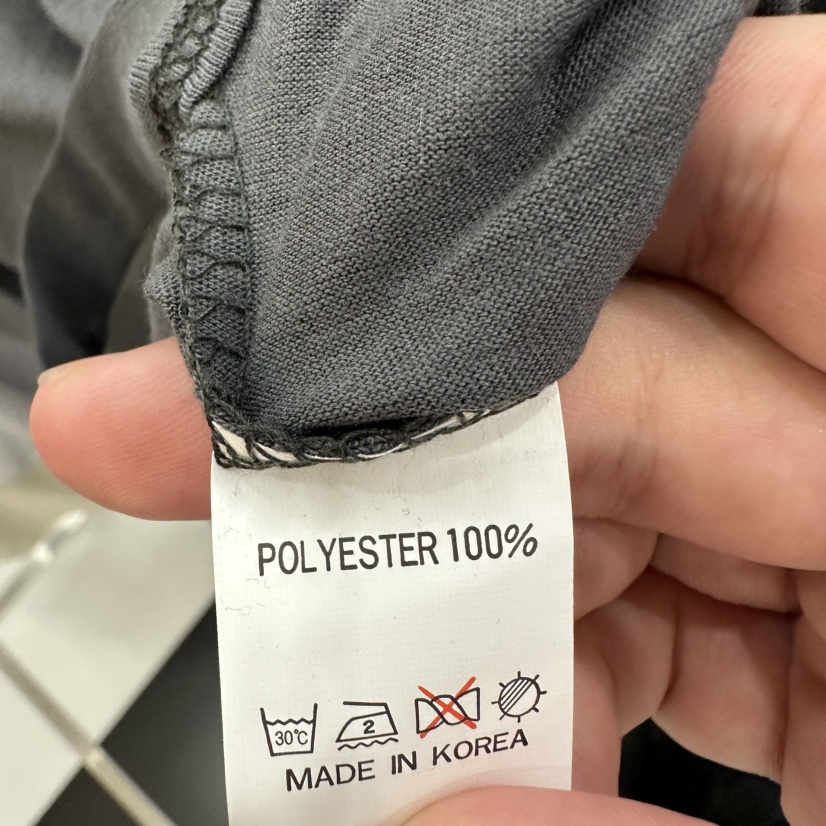 POLYESTER 100%
30℃ 2
MADE IN KOREA